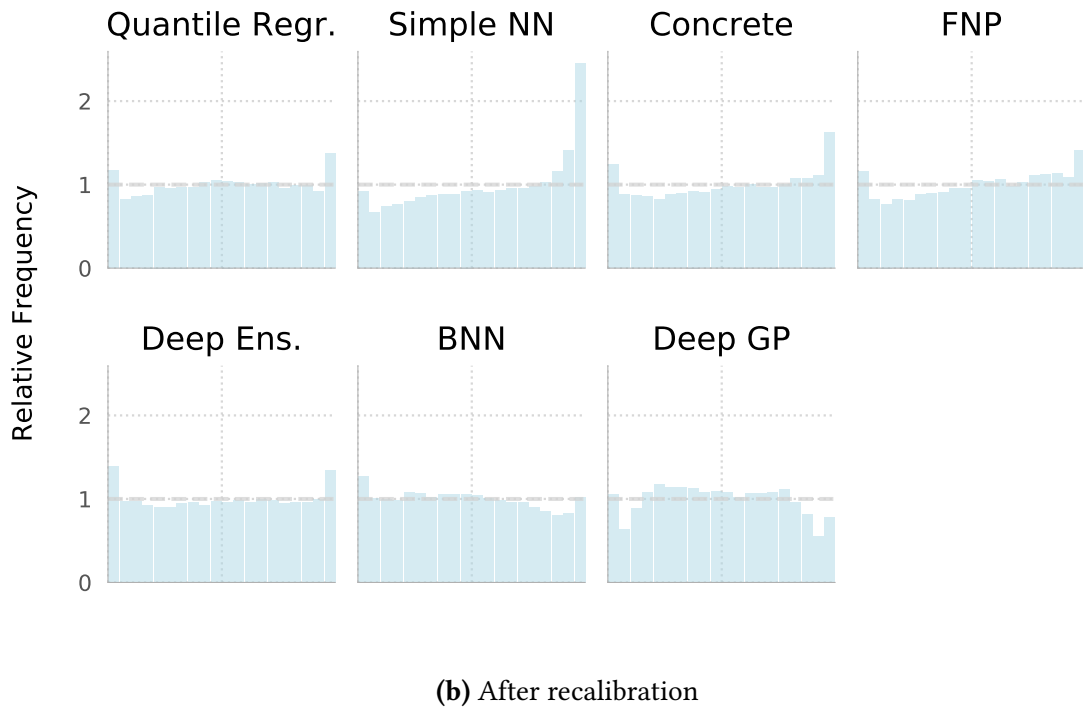 Quantile Regr.
Simple NN
Concrete
FNP
2
1
0
Relative Frequency
Deep Ens.
BNN
Deep GP
2
1
0
(b) After recalibration